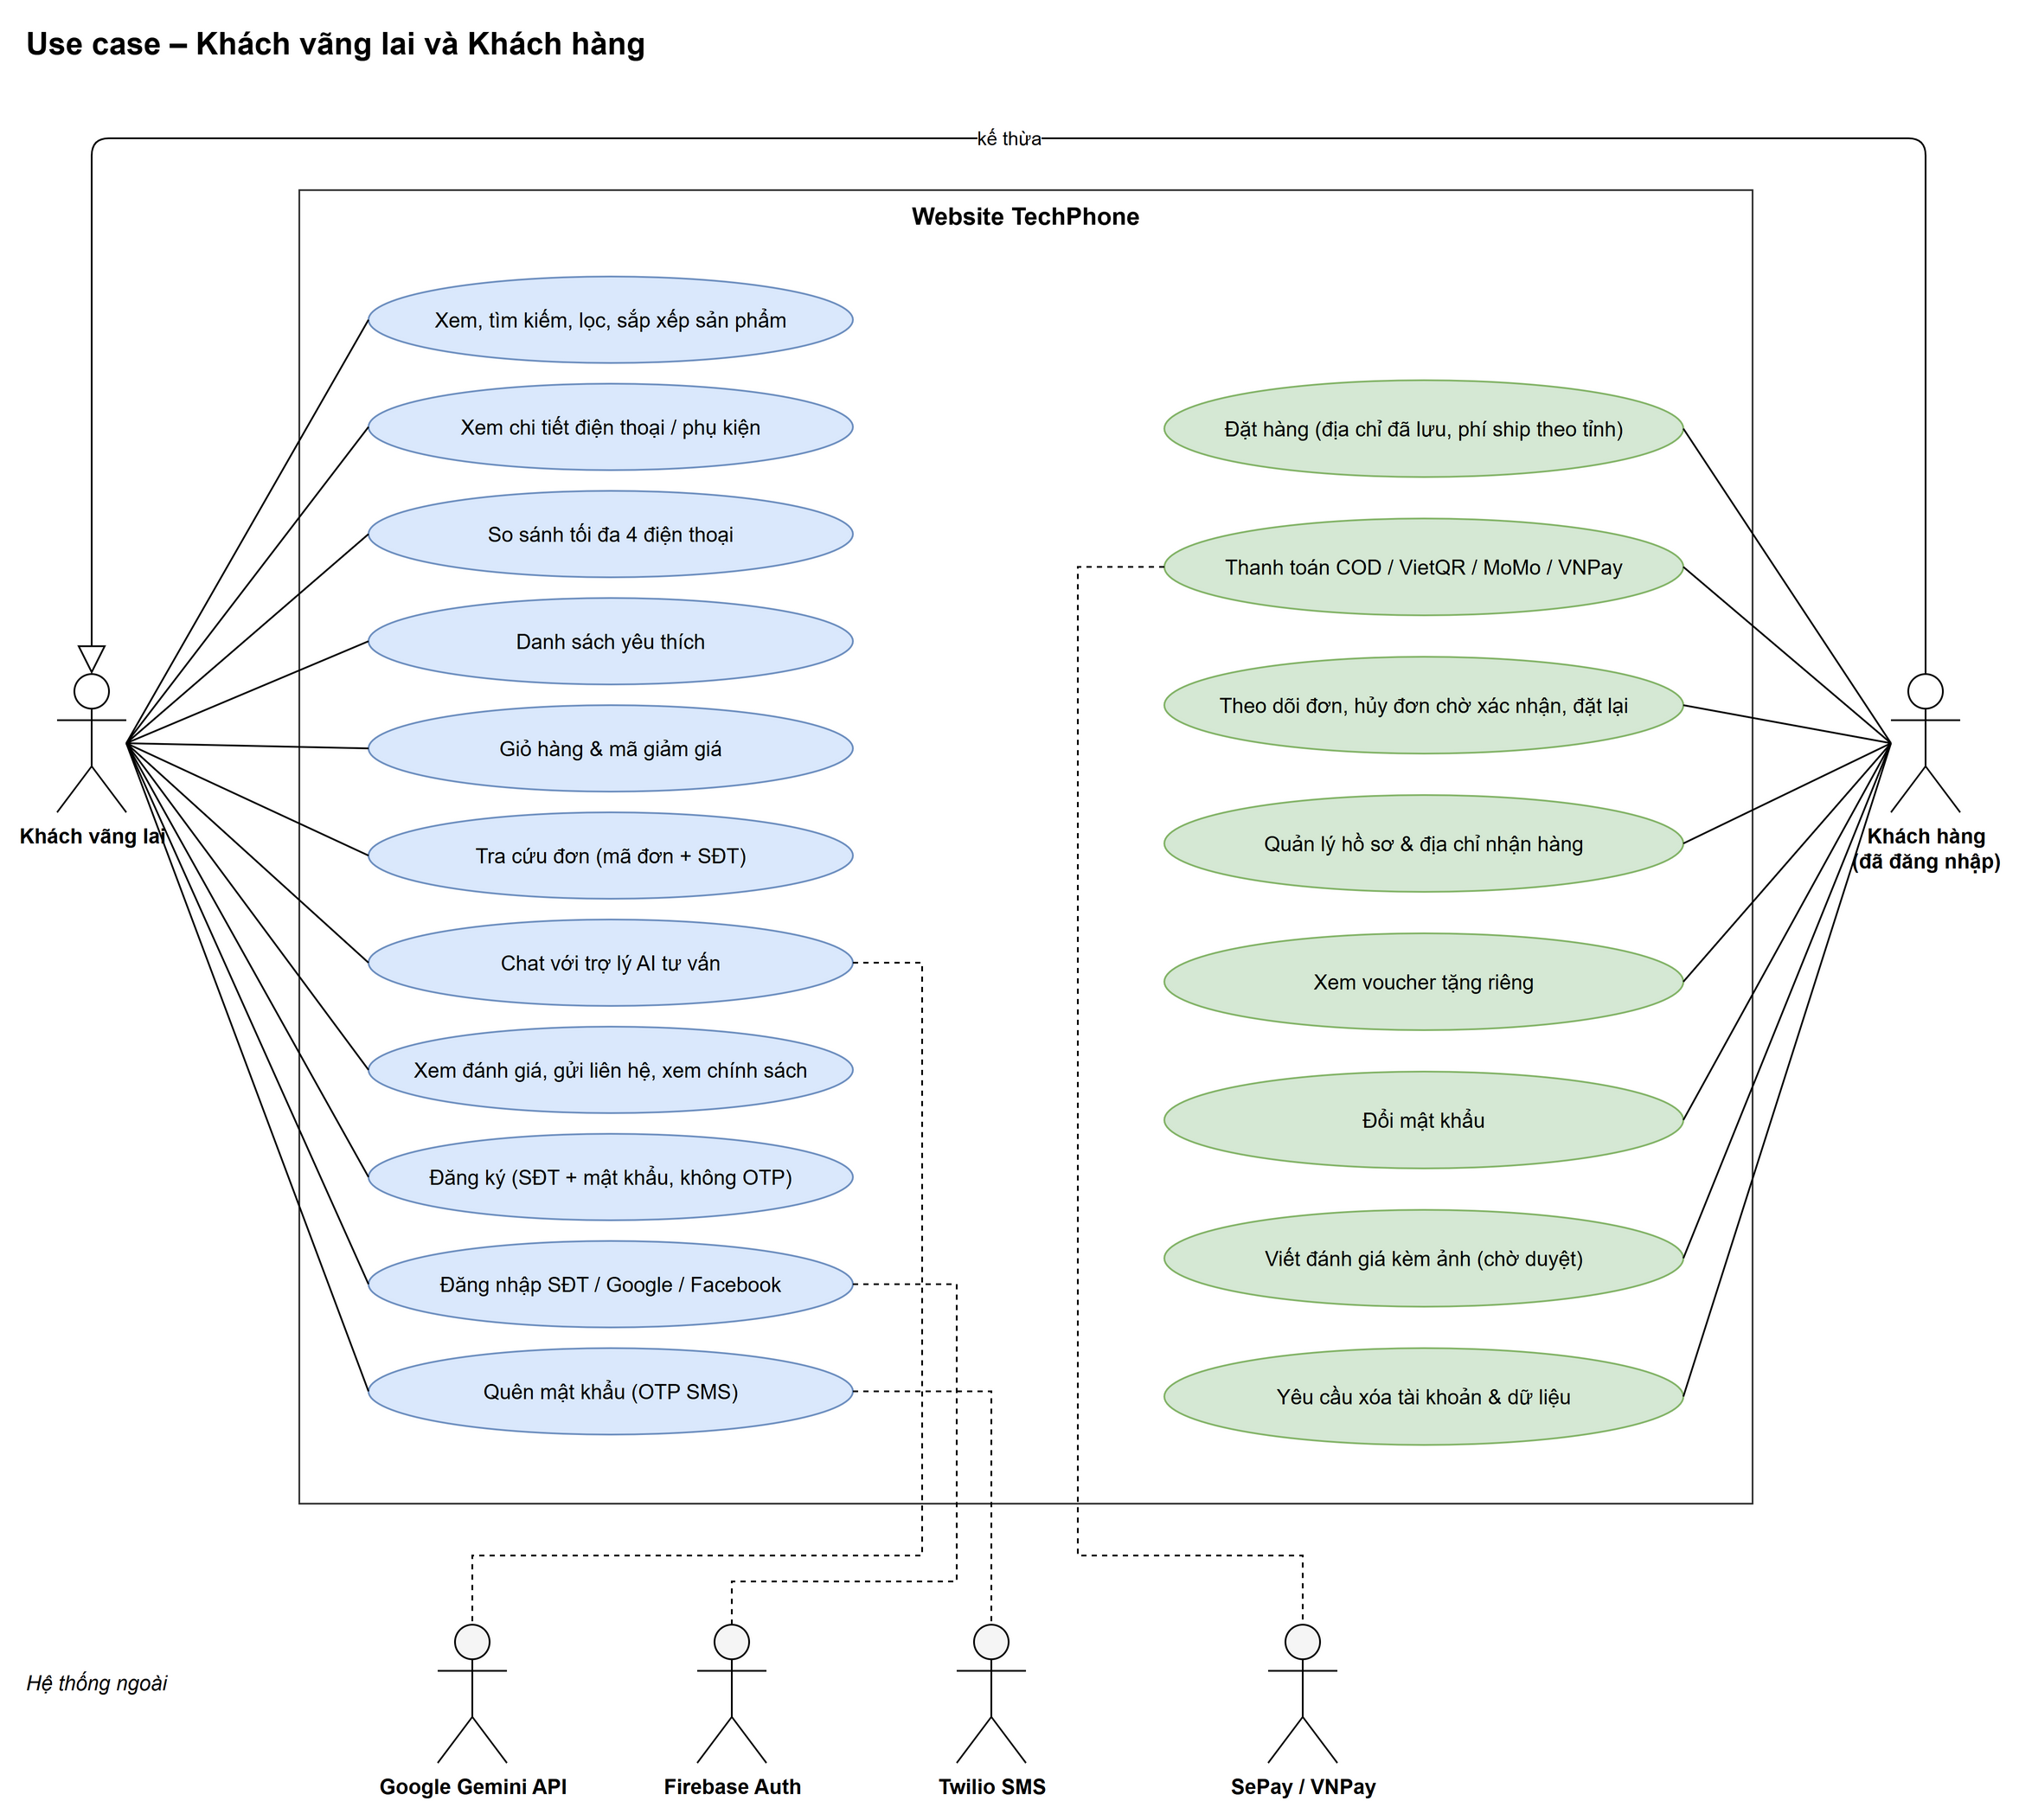 Use case – Khách vãng lai và Khách hàng
kế thừa
Website TechPhone
Xem, tìm kiếm, lọc, sắp xếp sản phẩm
Xem chi tiết điện thoại / phụ kiện
So sánh tối đa 4 điện thoại
Danh sách yêu thích
Giỏ hàng & mã giảm giá
Tra cứu đơn (mã đơn + SĐT)
Chat với trợ lý AI tư vấn
Xem đánh giá, gửi liên hệ, xem chính sách
Đăng ký (SĐT + mật khẩu, không OTP)
Đăng nhập SĐT / Google / Facebook
Quên mật khẩu (OTP SMS)
Đặt hàng (địa chỉ đã lưu, phí ship theo tỉnh)
Thanh toán COD / VietQR / MoMo / VNPay
Theo dõi đơn, hủy đơn chờ xác nhận, đặt lại
Quản lý hồ sơ & địa chỉ nhận hàng
Xem voucher tặng riêng
Đổi mật khẩu
Viết đánh giá kèm ảnh (chờ duyệt)
Yêu cầu xóa tài khoản & dữ liệu
Khách vãng lai
Khách hàng
(đã đăng nhập)
Hệ thống ngoài
Google Gemini API
Firebase Auth
Twilio SMS
SePay / VNPay